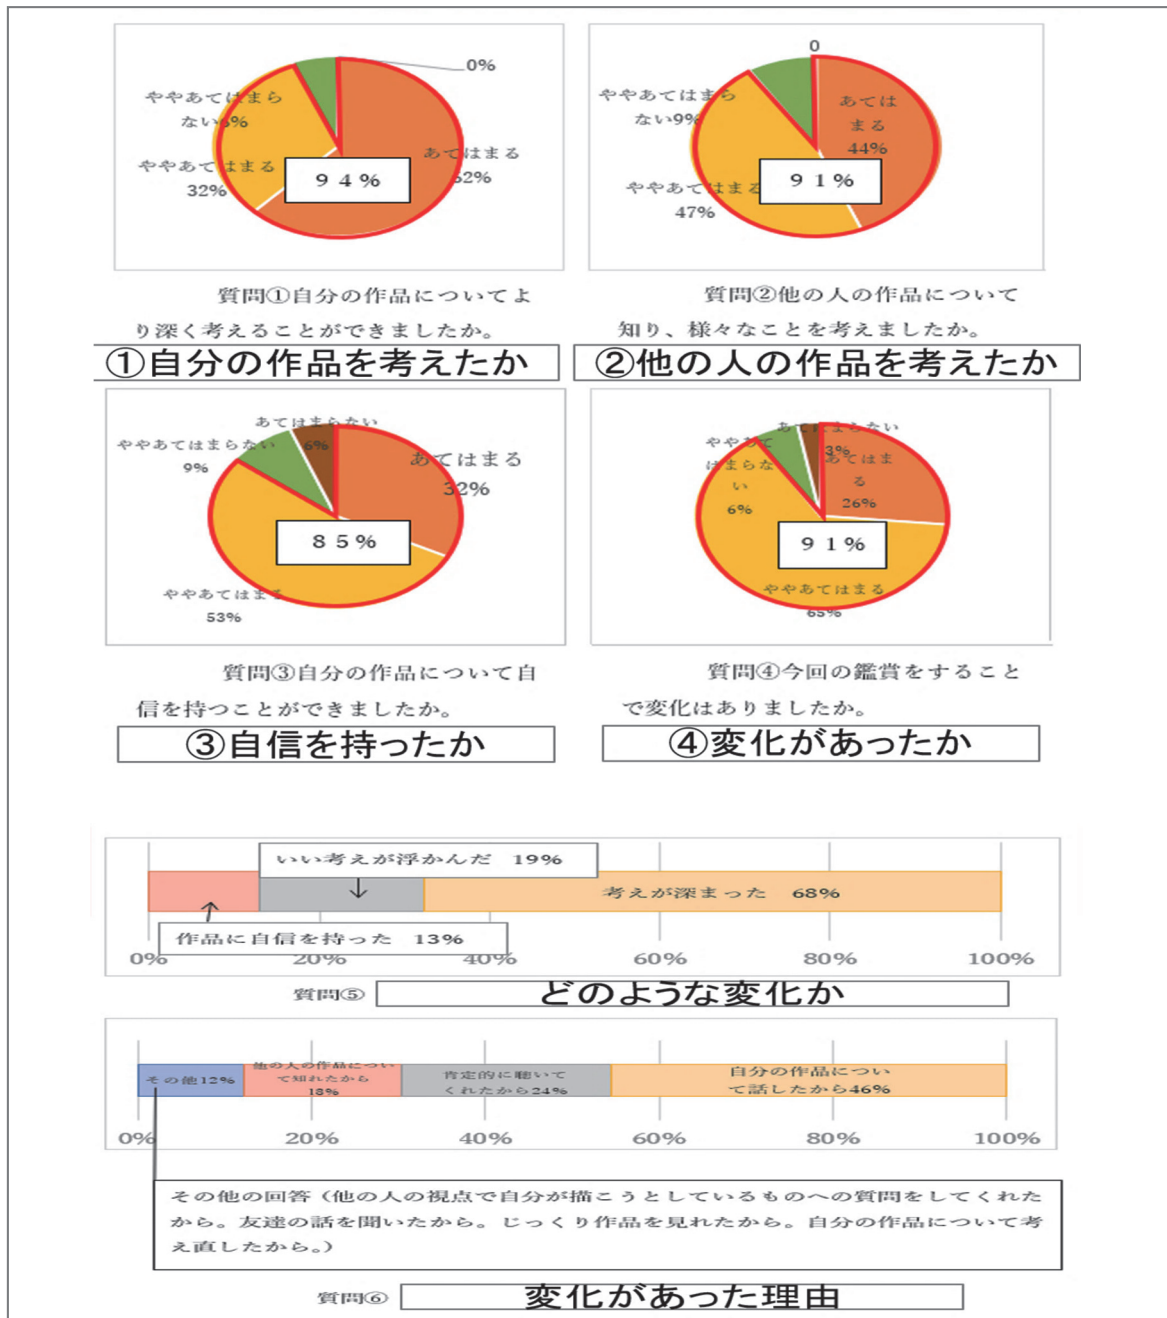 0%
ややあてはまら
ない6%
ややあてはまる
32%
あてはまる
62%
94%
質問①自分の作品についてよ
り深く考えることができましたか。
①自分の作品を考えたか
0
ややあてはまら
ない9%
あては
まる
44%
ややあてはまる
47%
91%
質問②他の人の作品について
知り、様々なことを考えましたか。
②他の人の作品を考えたか
あてはまらない
6%
ややあてはまらない
9%
あてはまる
32%
85%
ややあてはまる
53%
質問③自分の作品について自
信を持つことができましたか。
③自信を持ったか
あてはまらない
3%
ややあて
はまらな
い
6%
あてはま
る
26%
91%
ややあてはまる
65%
質問④今回の鑑賞をすること
で変化はありましたか。
④変化があったか
いい考えが浮かんだ 19%
考えが深まった 68%
作品に自信を持った 13%
0% 20% 40% 60% 80% 100%
質問⑤ どのような変化か
その他12%
他の人の作品につい
て知れたから
18%
肯定的に聴いて
くれたから24%
自分の作品につい
て話したから46%
0% 20% 40% 60% 80% 100%
その他の回答（他の人の視点で自分が描こうとしているものへの質問をしてくれた
から。友達の話を聞いたから。じっくり作品を見れたから。自分の作品について考
え直したから。）
質問⑥ 変化があった理由